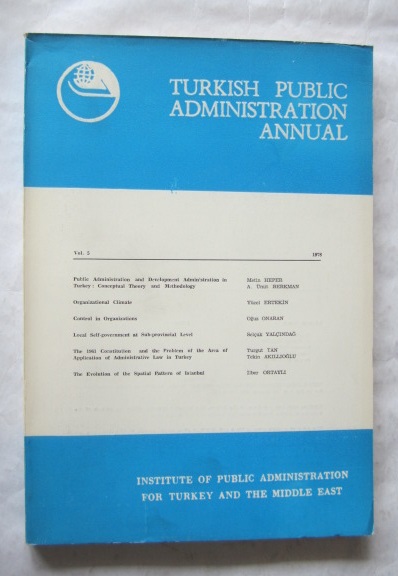 TURKISH PUBLIC
ADMINISTRATION
ANNUAL
Vol. 5 1978
Public Administration and Development Administration in
Turkey : Conceptual Theory and Methodology
Metin HEPER
A. Ümit BERKMAN
Organizational Climate Yücel ERTEKİN
Control in Organizations Oğuz ONARAN
Local Self-government at Sub-provincial Level Selçuk YALÇINDAĞ
The 1961 Constitution and the Problem of the Area of
Application of Administrative Law in Turkey
Turgut TAN
Tekin AKILLIOĞLU
The Evolution of the Spatial Pattern of Istanbul İlber ORTAYLI
INSTITUTE OF PUBLIC ADMINISTRATION
FOR TURKEY AND THE MIDDLE EAST